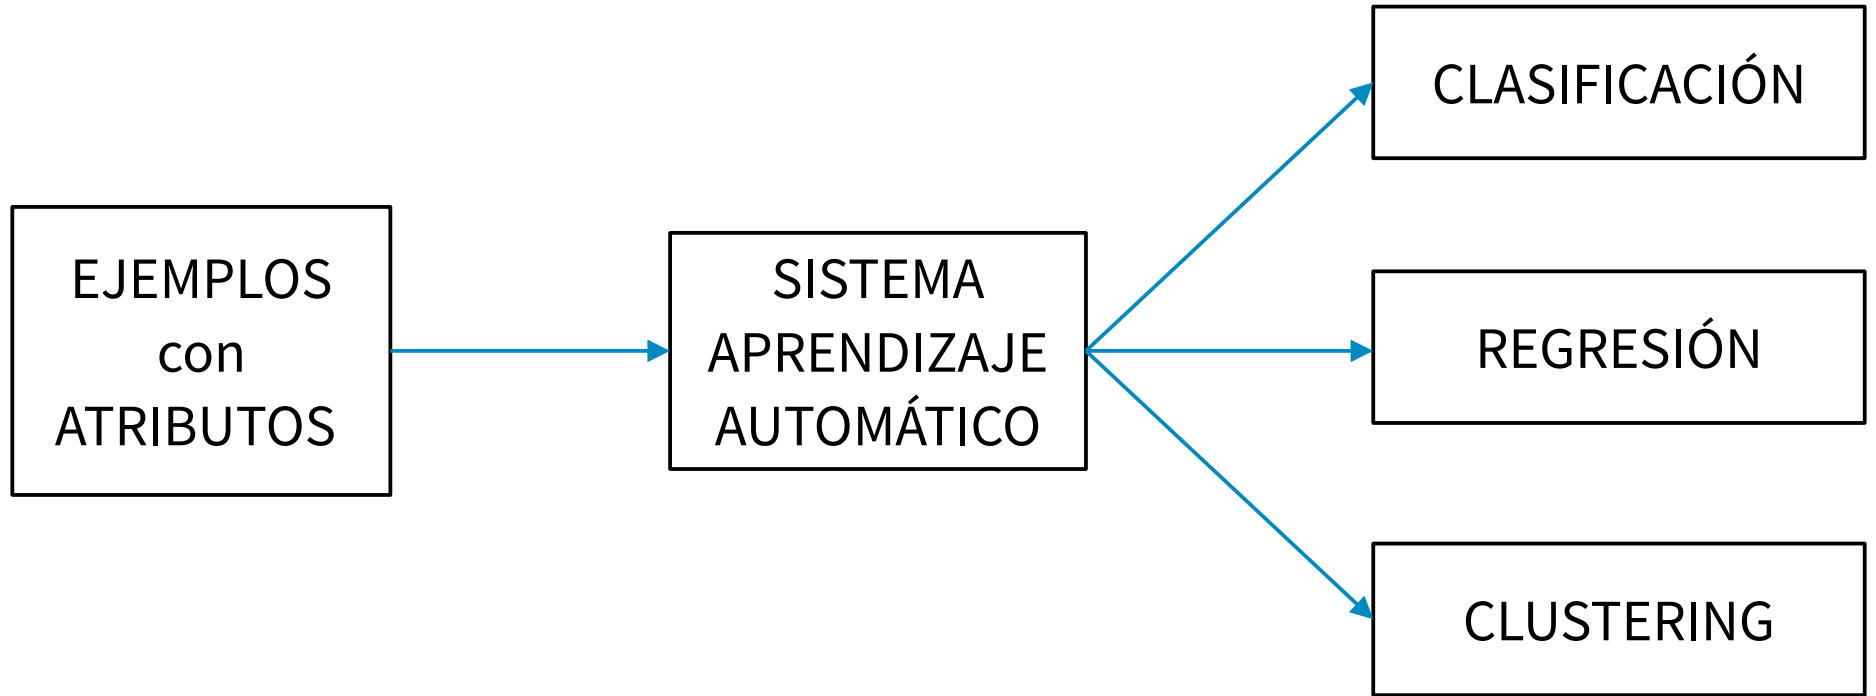 EJEMPLOS
con
ATRIBUTOS
SISTEMA
APRENDIZAJE
AUTOMÁTICO
CLASIFICACIÓN
REGRESIÓN
CLUSTERING